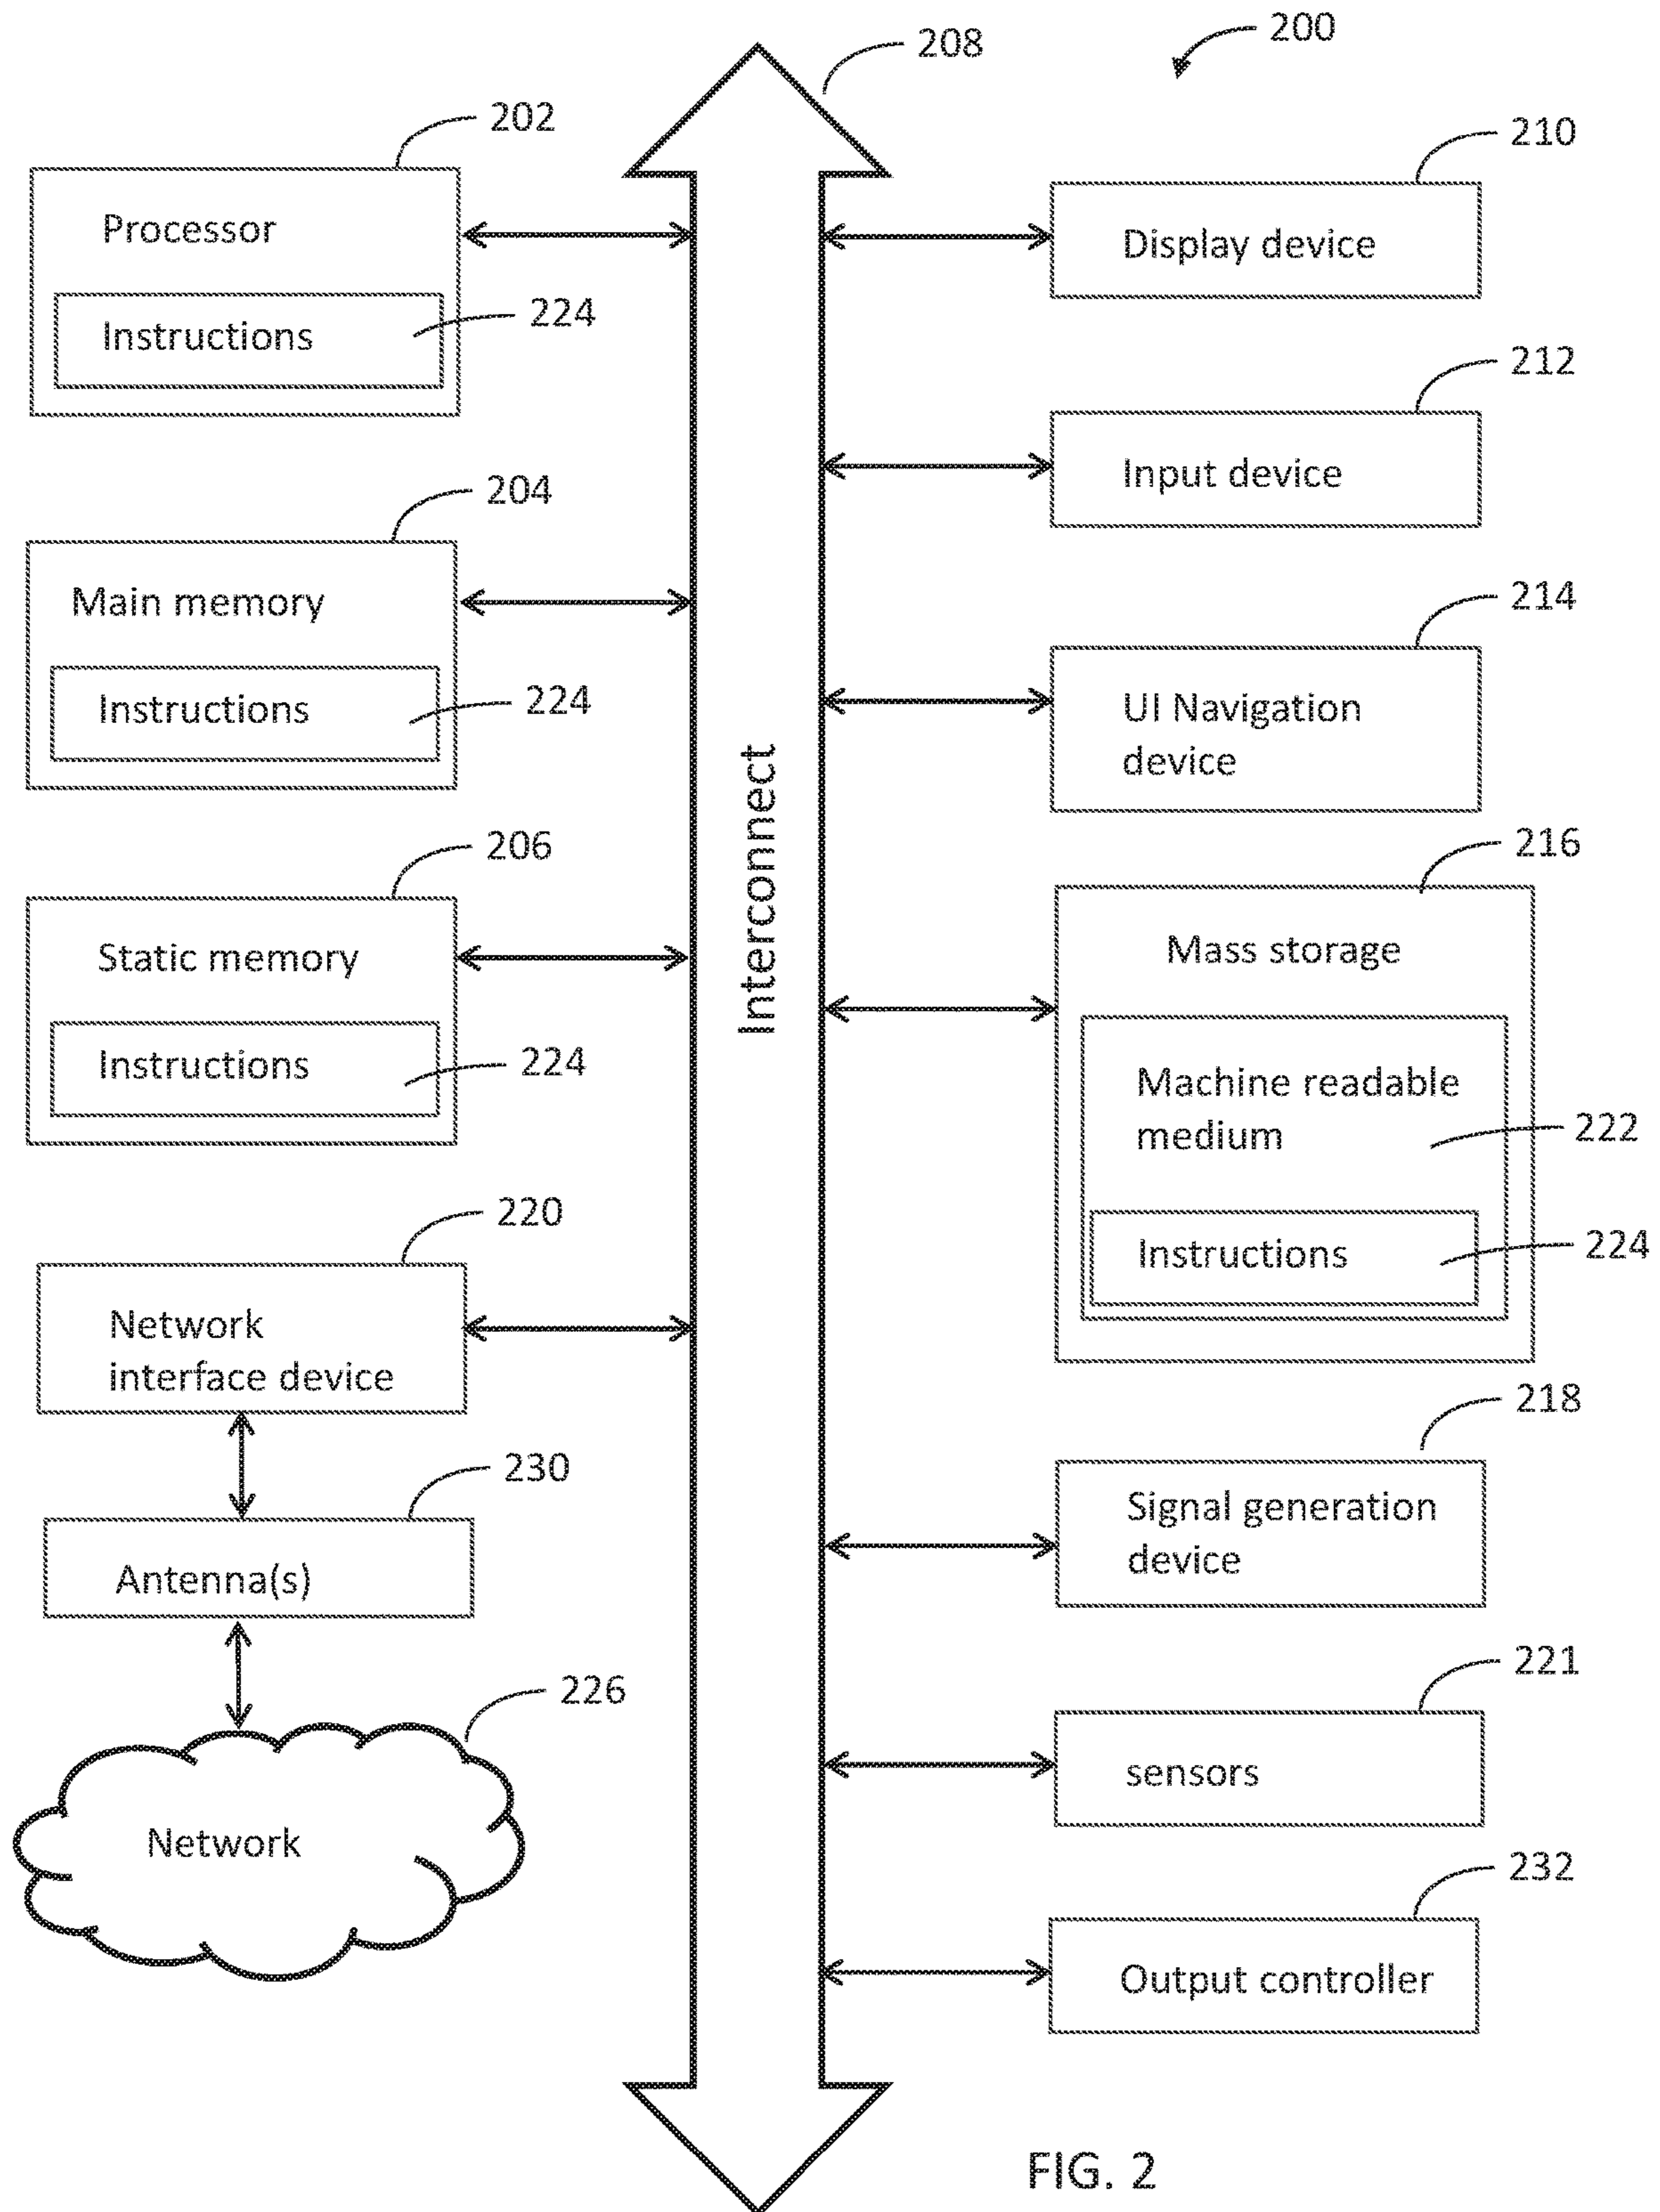 200
208
202
Processor
Instructions
224
204
Main memory
Instructions
224
206
Static memory
Instructions
224
220
Network
interface device
230
Antenna(s)
226
Network
Interconnect
210
Display device
212
Input device
214
UI Navigation
device
216
Mass storage
Machine readable
medium
222
Instructions
224
218
Signal generation
device
221
sensors
232
Output controller
FIG. 2